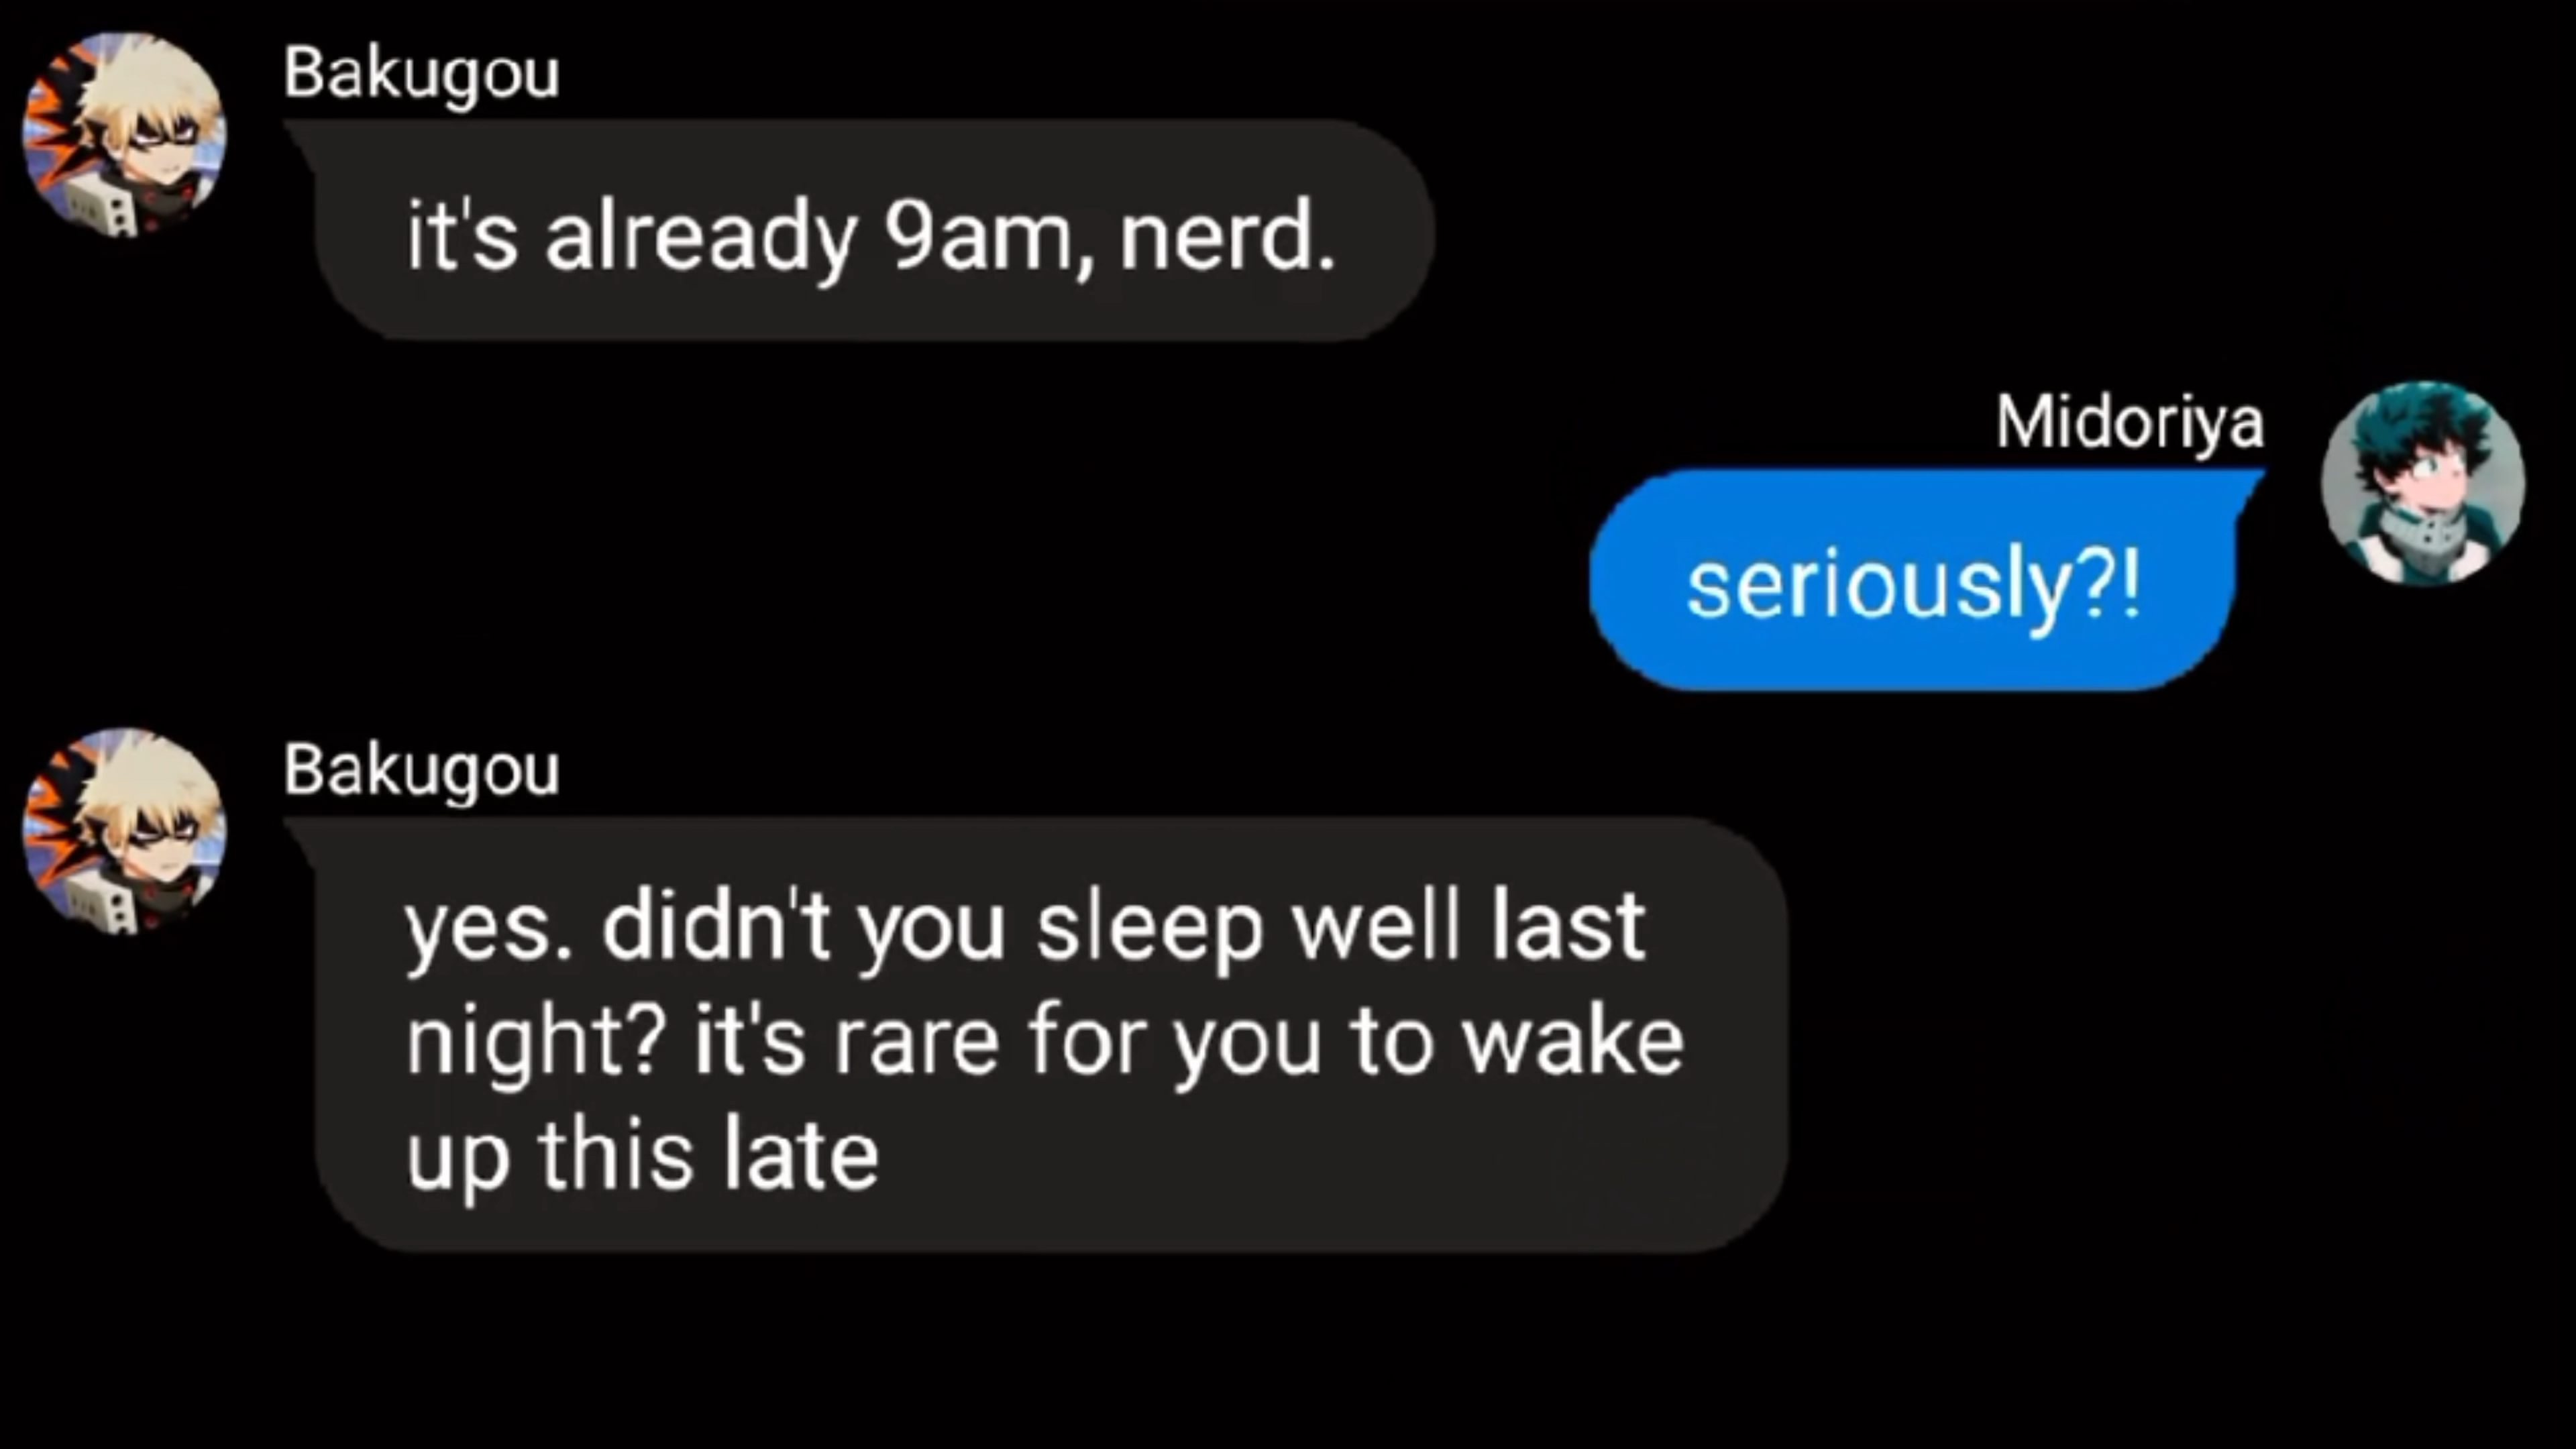 Bakugou
it's already 9am, nerd.
Midoriya
seriously?!
Bakugou
yes. didn't you sleep well last
night? it's rare for you to wake
up this late